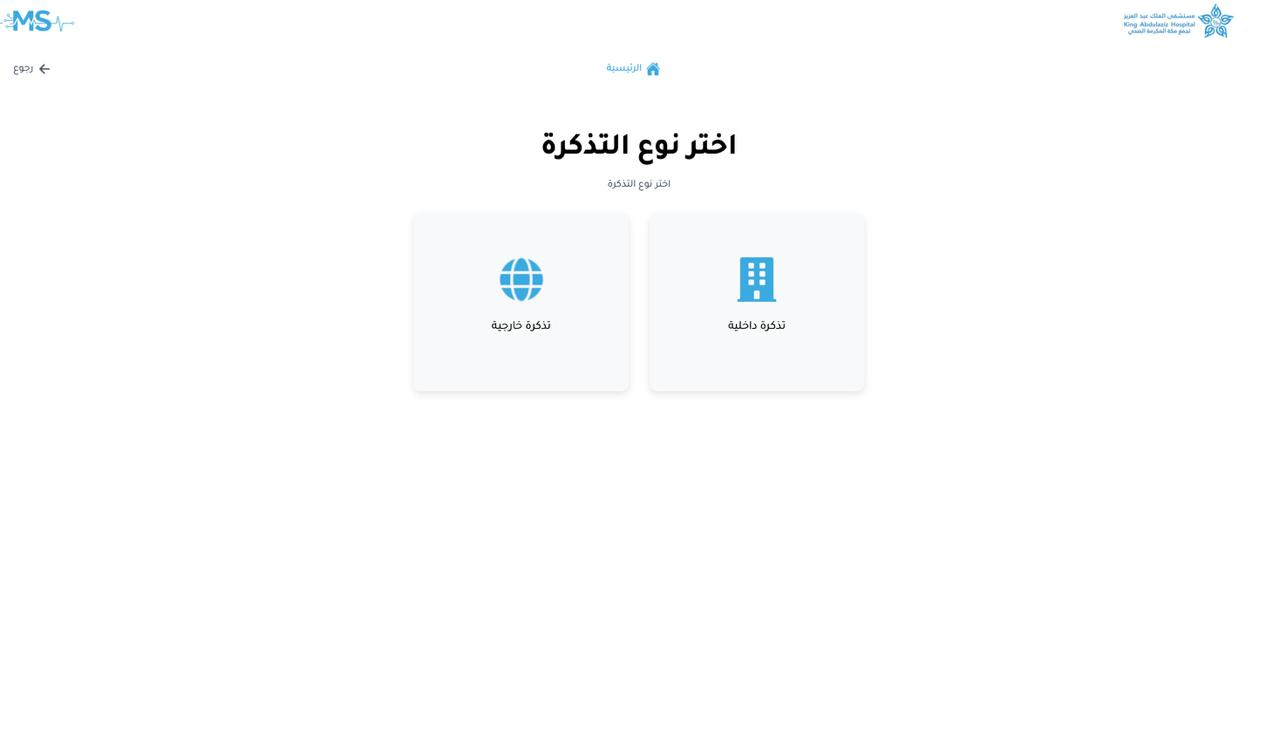 مستشفى الملك عبد العزيز
King Abdulaziz Hospital
تجمع مكة المكرمة الصحي
MS
الرئيسية
رجوع
اختر نوع التذكرة
اختر نوع التذكرة
تذكرة داخلية
تذكرة خارجية